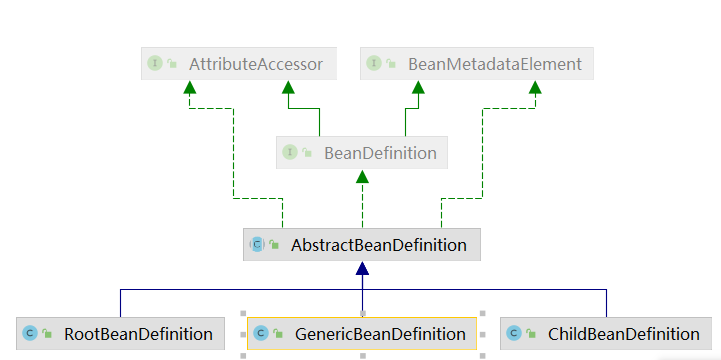 AttributeAccessor
BeanMetadataElement
BeanDefinition
AbstractBeanDefinition
RootBeanDefinition
GenericBeanDefinition
ChildBeanDefinition